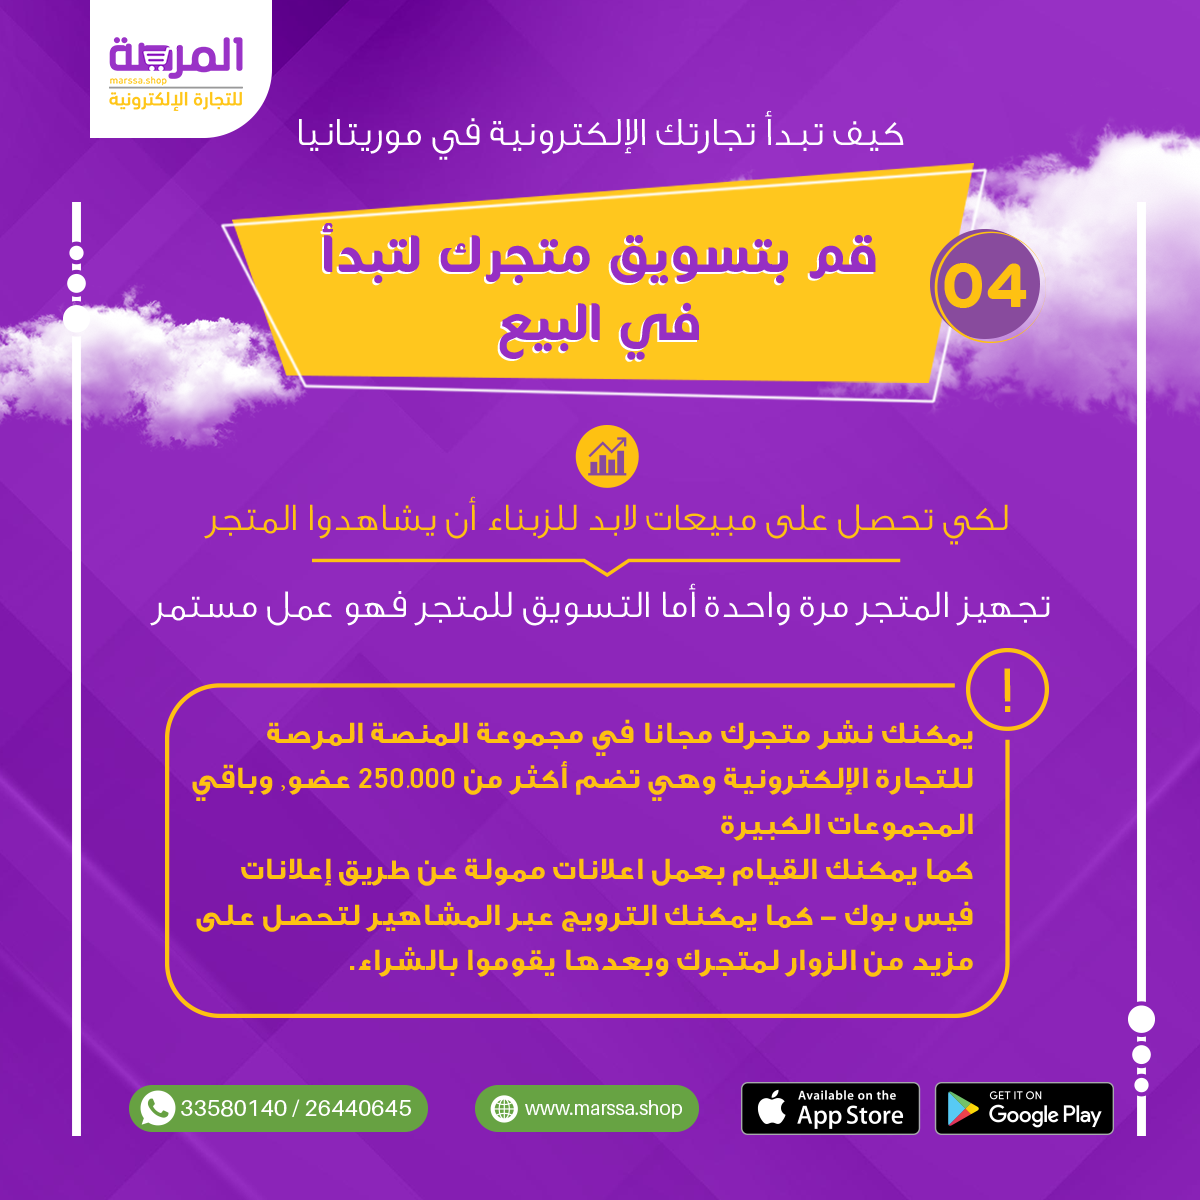 المرصة
marssa.shop
للتجارة الإلكترونية
كيف تبدأ تجارتك الإلكترونية في موريتانيا
04
قم بتسويق متجرك لتبدأ
في البيع
لكي تحصل على مبيعات لابد للزبناء أن يشاهدوا المتجر
تجهيز المتجر مرة واحدة أما التسويق للمتجر فهو عمل مستمر
!
يمكنك نشر متجرك مجانا في مجموعة المنصة المرصة
للتجارة الإلكترونية وهي تضم أكثر من 250,000 عضو, وباقي
المجموعات الكبيرة
كما يمكنك القيام بعمل اعلانات ممولة عن طريق إعلانات
فيس بوك – كما يمكنك الترويج عبر المشاهير لتحصل على
مزيد من الزوار لمتجرك وبعدها يقوموا بالشراء.
33580140 / 26440645
www.marssa.shop
Available on the
App Store
GET IT ON
Google Play